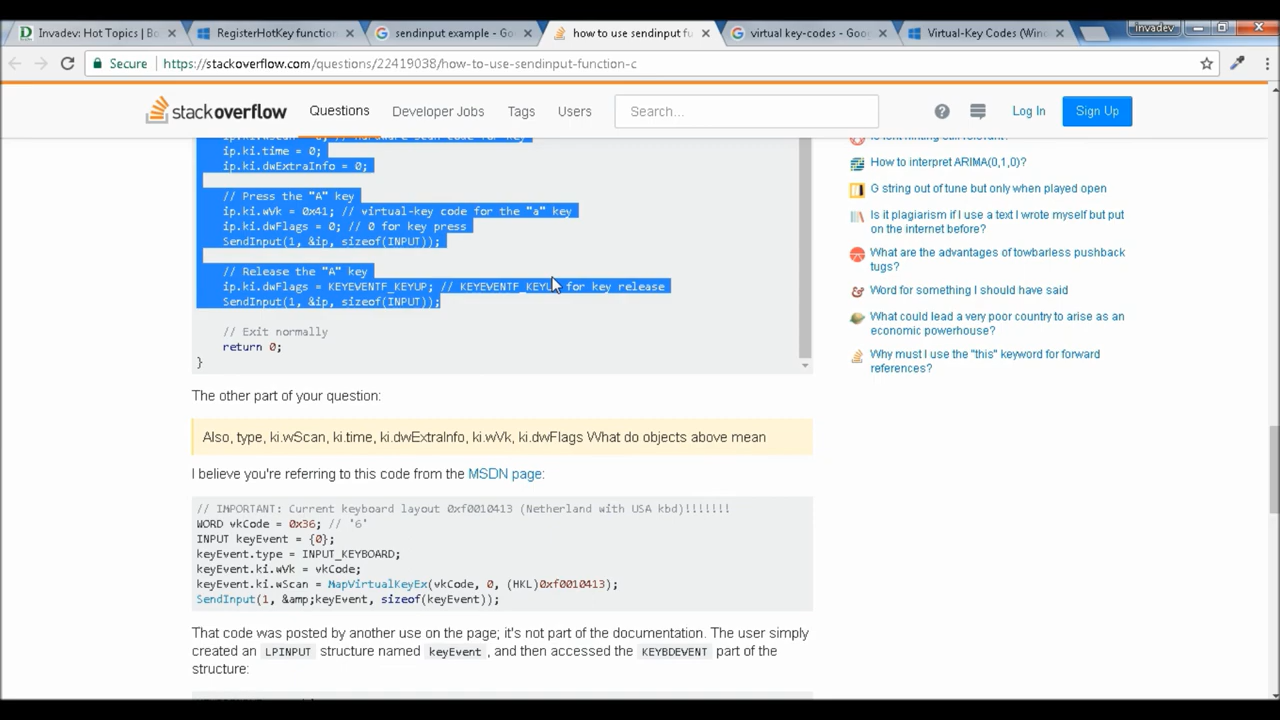 Invadev: Hot Topics | Bo
RegisterHotKey function
sendinput example - Go
how to use sendinput fu
virtual key-codes - Goo
Virtual-Key Codes (Win
invadev
Secure
https://stackoverflow.com/questions/22419038/how-to-use-sendinput-function-c
stackoverflow
Questions
Developer Jobs
Tags
Users
Search...
?
Log In
Sign Up
ip.ki.time = 0;
ip.ki.dwExtraInfo = 0;
// Press the "A" key
ip.ki.wVk = 0x41; // virtual-key code for the "a" key
ip.ki.dwFlags = 0; // 0 for key press
SendInput(1, &ip, sizeof(INPUT));
// Release the "A" key
ip.ki.dwFlags = KEYEVENTF_KEYUP; // KEYEVENTF_KEYUP for key release
SendInput(1, &ip, sizeof(INPUT));
// Exit normally
return 0;
}
The other part of your question:
Also, type, ki.wScan, ki.time, ki.dwExtraInfo, ki.wVk, ki.dwFlags What do objects above mean
I believe you're referring to this code from the MSDN page:
// IMPORTANT: Current keyboard layout 0xf0010413 (Netherland with USA kbd)!!!!!!!
WORD vkCode = 0x36; // '6'
INPUT keyEvent = {0};
keyEvent.type = INPUT_KEYBOARD;
keyEvent.ki.wVk = vkCode;
keyEvent.ki.wScan = MapVirtualKeyEx(vkCode, 0, (HKL)0xf0010413);
SendInput(1, &amp;keyEvent, sizeof(keyEvent));
That code was posted by another use on the page; it's not part of the documentation. The user simply
created an LPINPUT structure named keyEvent, and then accessed the KEYBDEVENT part of the
structure:
How to interpret ARIMA(0,1,0)?
G string out of tune but only when played open
Is it plagiarism if I use a text I wrote myself but put
on the internet before?
What are the advantages of towbarless pushback
tugs?
Word for something I should have said
What could lead a very poor country to arise as an
economic powerhouse?
Why must I use the "this" keyword for forward
references?